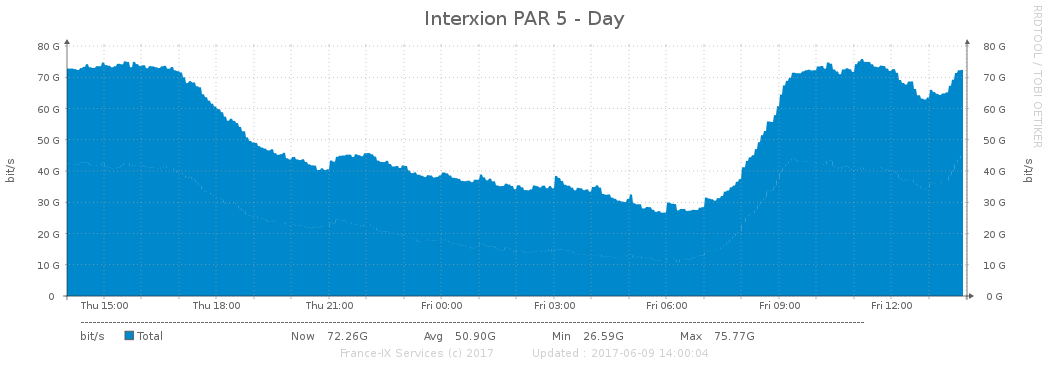 Interxion PAR 5 - Day
RRDTOOL / TOBI OETIKER
80 G 80 G
70 G 70 G
60 G 60 G
50 G 50 G
40 G 40 G
30 G 30 G
20 G 20 G
10 G 10 G
0 0 G
bit/s bit/s
Thu 15:00 Thu 18:00 Thu 21:00 Fri 00:00 Fri 03:00 Fri 06:00 Fri 09:00 Fri 12:00
bit/s Total Now 72.26G Avg 50.90G Min 26.59G Max 75.77G
France-IX Services (c) 2017 Updated : 2017-06-09 14:00:04